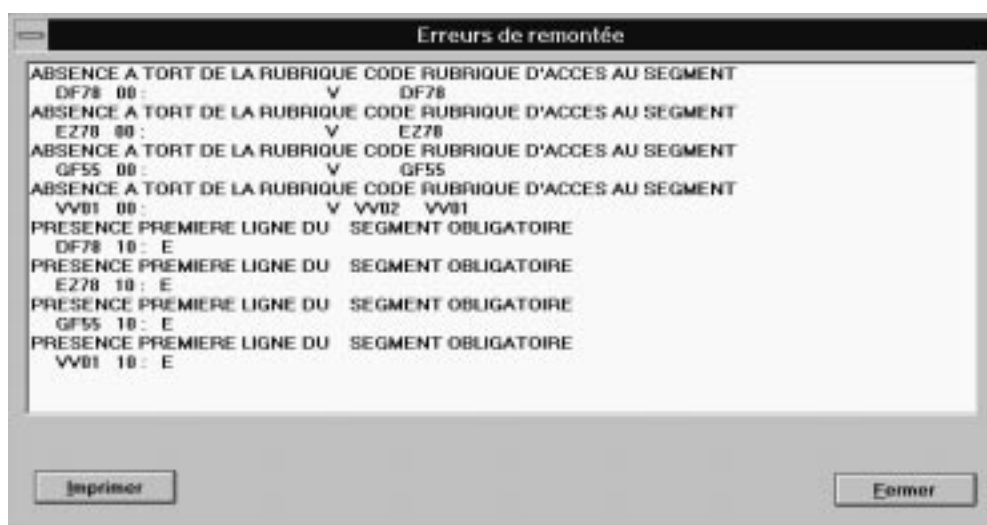 Erreurs de remontée
ABSENCE A TORT DE LA RUBRIQUE CODE RUBRIQUE D'ACCES AU SEGMENT
DF78 00 : V DF78
ABSENCE A TORT DE LA RUBRIQUE CODE RUBRIQUE D'ACCES AU SEGMENT
EZ78 00 : V EZ78
ABSENCE A TORT DE LA RUBRIQUE CODE RUBRIQUE D'ACCES AU SEGMENT
GF55 00 : V GF55
ABSENCE A TORT DE LA RUBRIQUE CODE RUBRIQUE D'ACCES AU SEGMENT
VV01 00 : V VV02 VV01
PRESENCE PREMIERE LIGNE DU SEGMENT OBLIGATOIRE
DF78 10 : E
PRESENCE PREMIERE LIGNE DU SEGMENT OBLIGATOIRE
EZ78 10 : E
PRESENCE PREMIERE LIGNE DU SEGMENT OBLIGATOIRE
GF55 10 : E
PRESENCE PREMIERE LIGNE DU SEGMENT OBLIGATOIRE
VV01 10 : E
Imprimer
Fermer